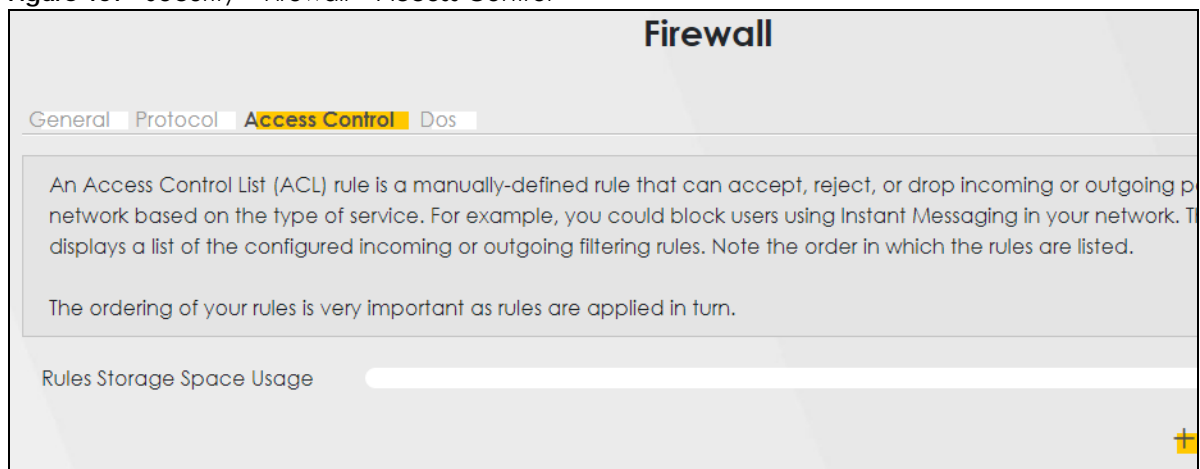 Firewall
General Protocol Access Control Dos
An Access Control List (ACL) rule is a manually-defined rule that can accept, reject, or drop incoming or outgoing
network based on the type of service. For example, you could block users using Instant Messaging in your network.
displays a list of the configured incoming or outgoing filtering rules. Note the order in which the rules are listed.
The ordering of your rules is very important as rules are applied in turn.
Rules Storage Space Usage
+